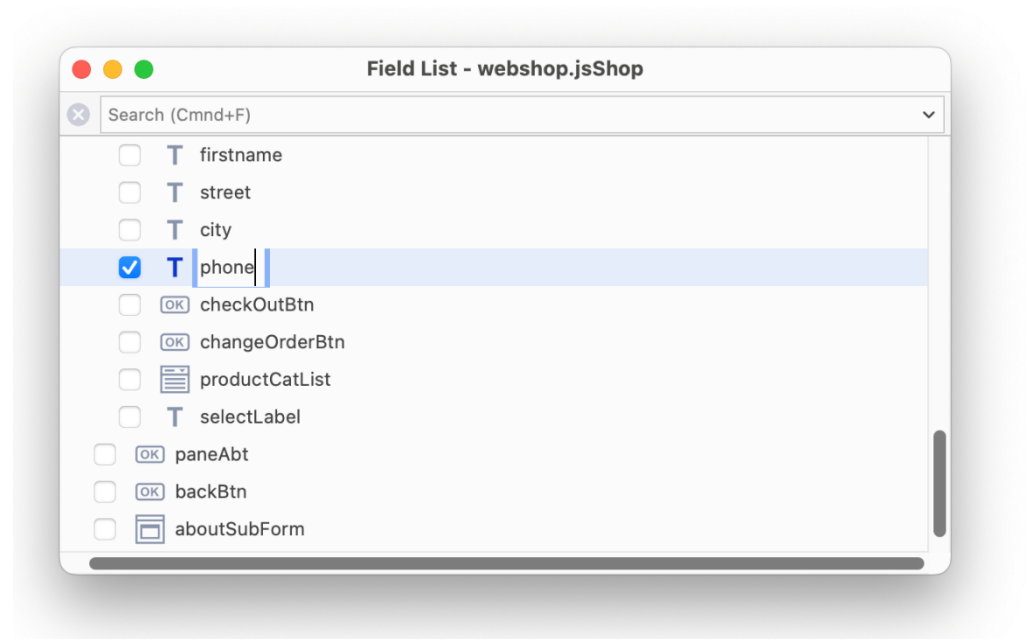 Field List - webshop.jsShop
Search (Cmnd+F)
T firstname
T street
T city
T phone
OK checkOutBtn
OK changeOrderBtn
productCatList
T selectLabel
OK paneAbt
OK backBtn
aboutSubForm